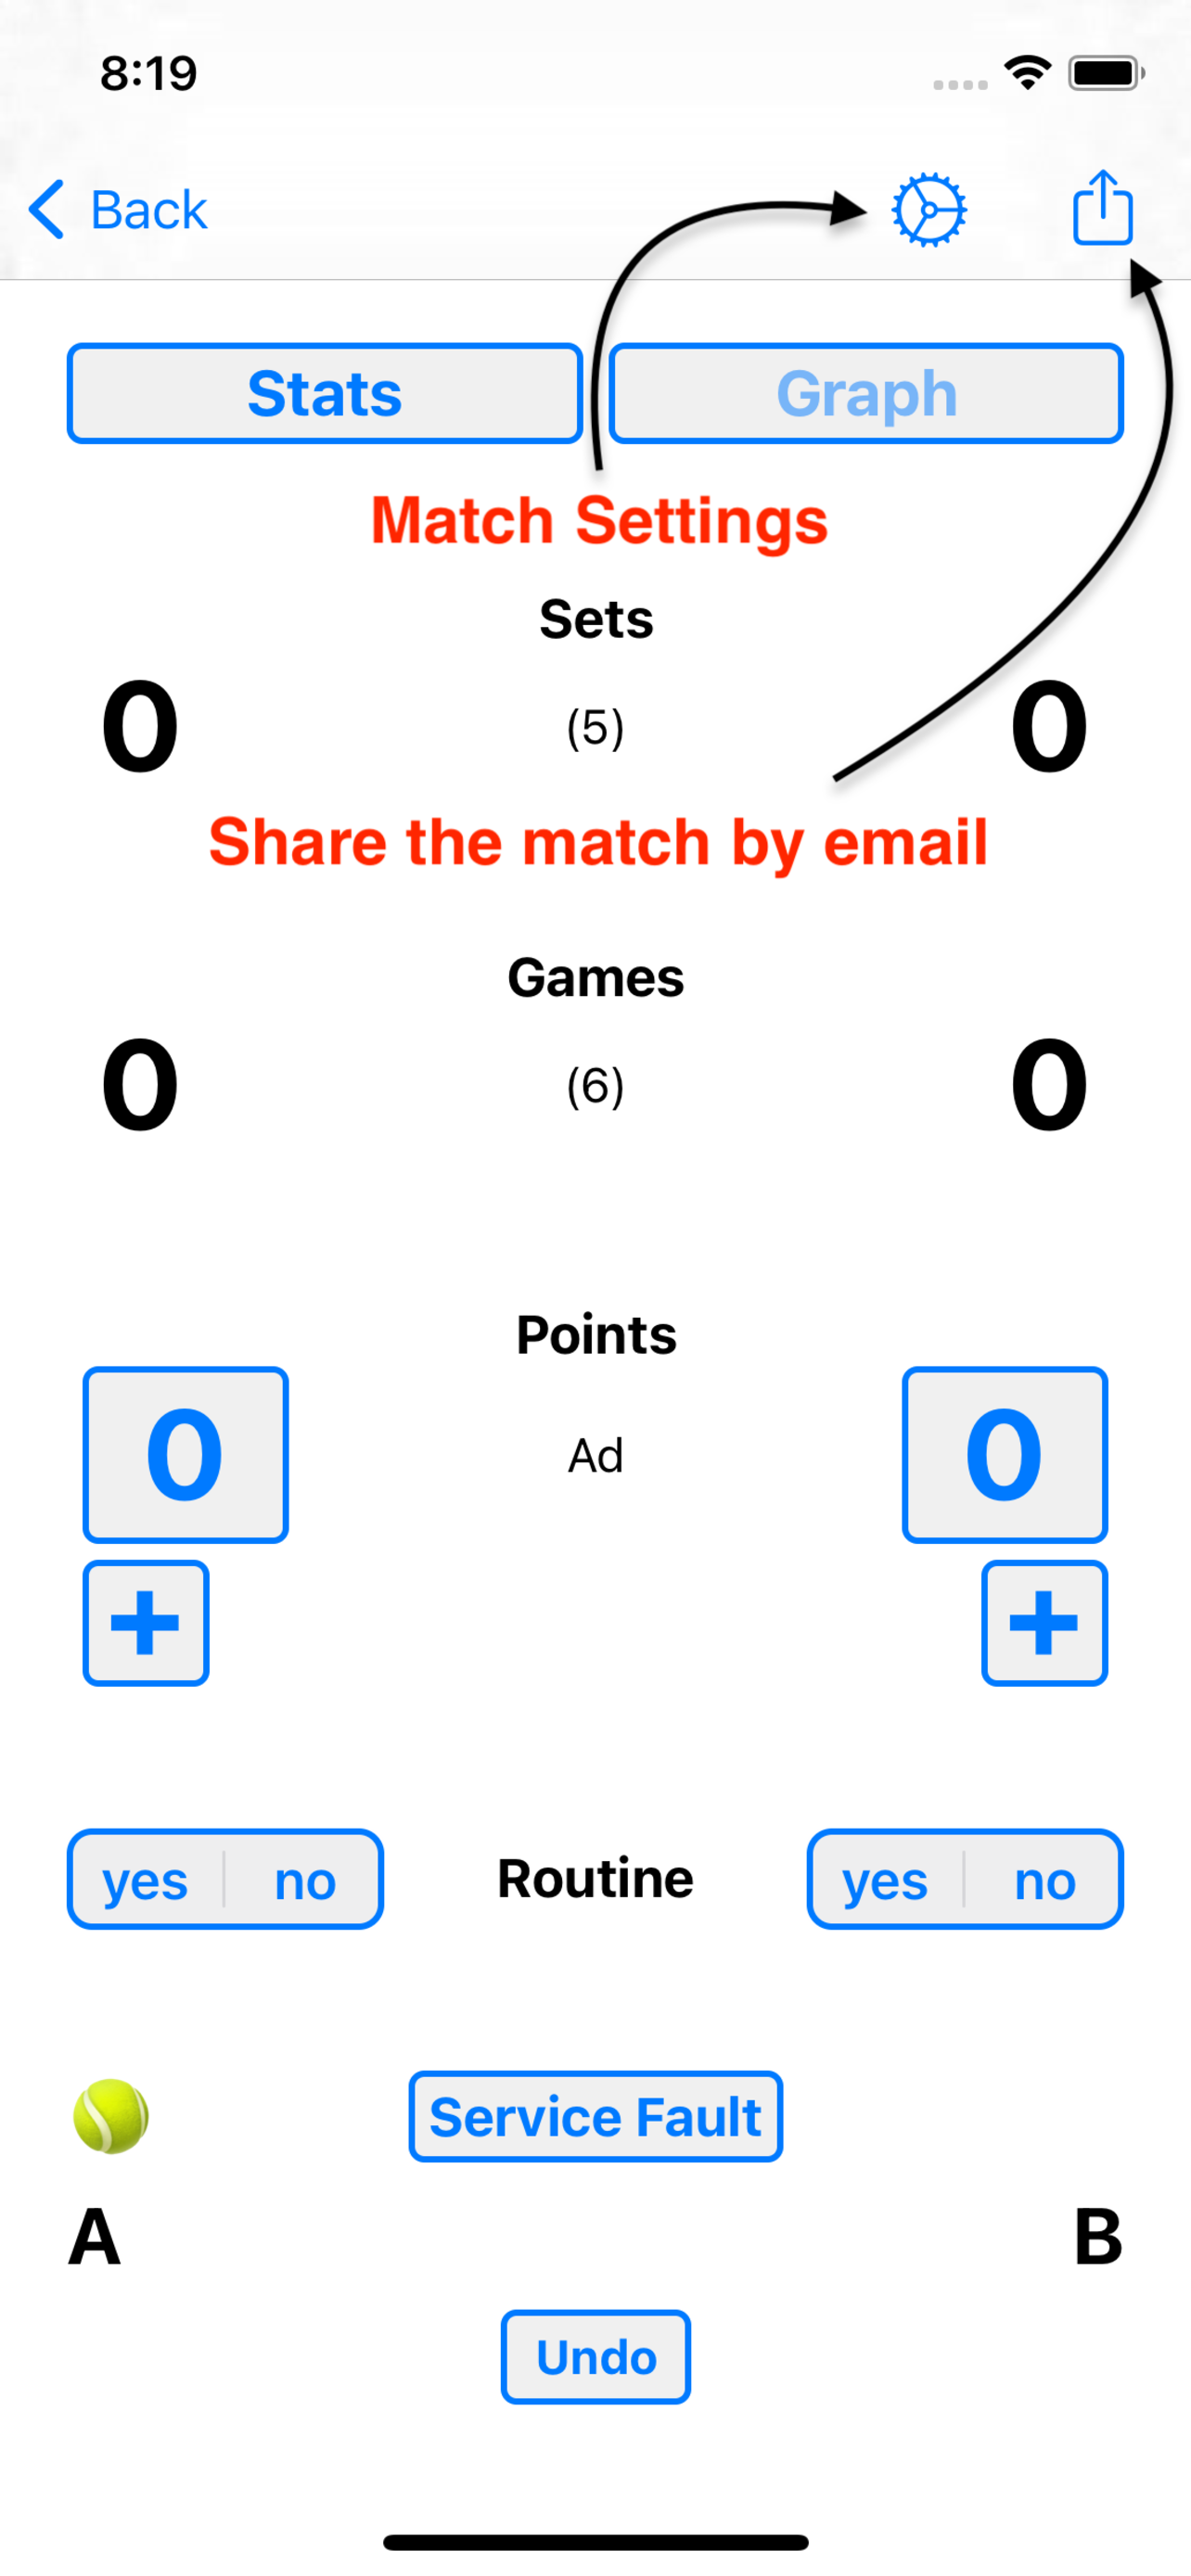 8:19
Back
Stats Graph
Match Settings
Sets
0 (5) 0
Share the match by email
Games
0 (6) 0
Points
0 Ad 0
+ +
yes no Routine yes no
Service Fault
A B
Undo